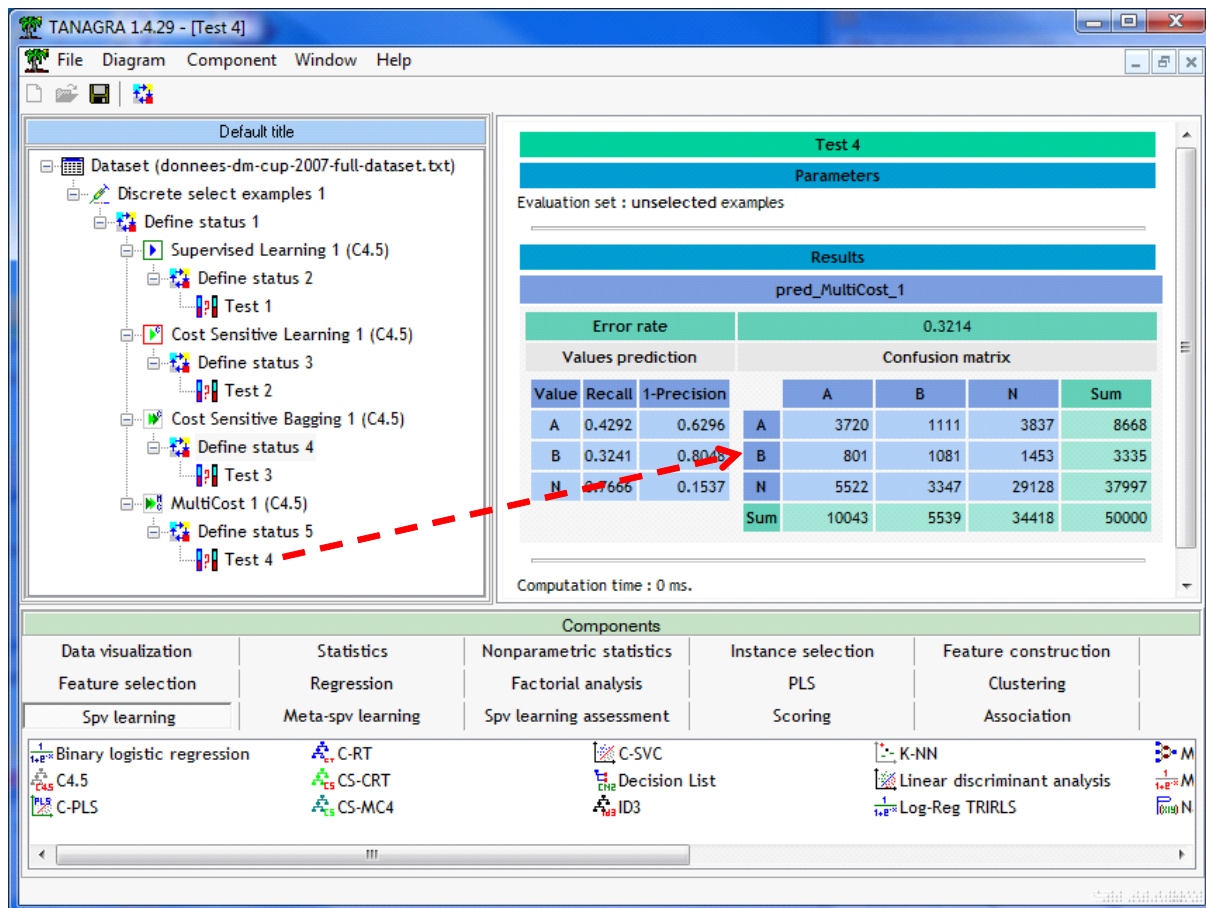 TANAGRA 1.4.29 - [Test 4]
File Diagram Component Window Help
Default title
Dataset (donnees-dm-cup-2007-full-dataset.txt)
Discrete select examples 1
Define status 1
Supervised Learning 1 (C4.5)
Define status 2
Test 1
Cost Sensitive Learning 1 (C4.5)
Define status 3
Test 2
Cost Sensitive Bagging 1 (C4.5)
Define status 4
Test 3
MultiCost 1 (C4.5)
Define status 5
Test 4
Test 4
Parameters
Evaluation set : unselected examples
Results
pred_MultiCost_1
Error rate 0.3214
Values prediction Confusion matrix
Value Recall 1-Precision A B N Sum
A 0.4292 0.6296 A 3720 1111 3837 8668
B 0.3241 0.8048 B 801 1081 1453 3335
N 0.7666 0.1537 N 5522 3347 29128 37997
Sum 10043 5539 34418 50000
Computation time : 0 ms.
Components
Data visualization Statistics Nonparametric statistics Instance selection Feature construction
Feature selection Regression Factorial analysis PLS Clustering
Spv learning Meta-spv learning Spv learning assessment Scoring Association
Binary logistic regression C-RT C-SVC K-NN M
C4.5 CS-CRT Decision List Linear discriminant analysis M
C-PLS CS-MC4 ID3 Log-Reg TRIRLS N